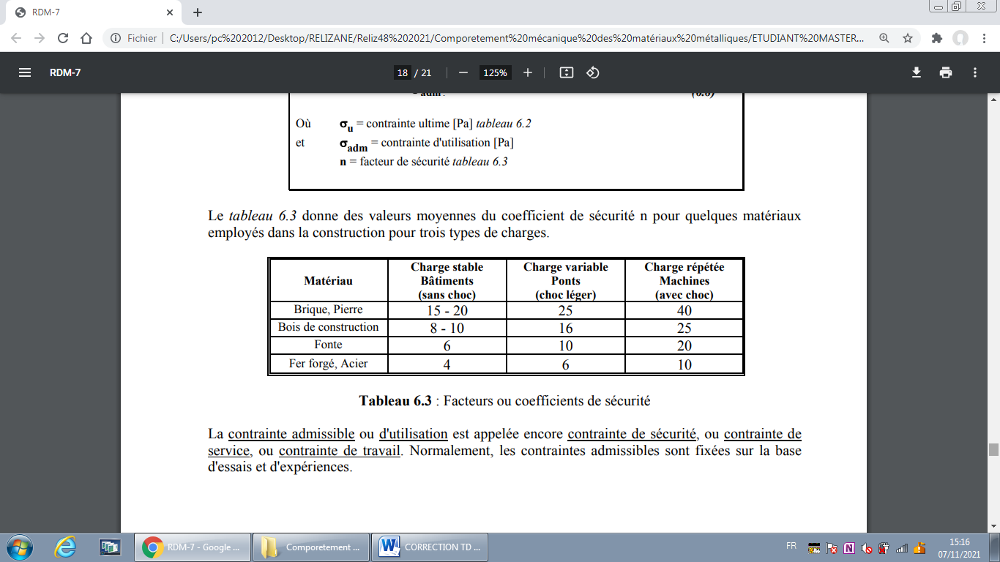 RDM-7
Fichier C:/Users/pc%202012/Desktop/RELIZANE/Reliz48%202021/Comporetement%20mécanique%20des%20matériaux%20métalliques/ETUDIANT%20MASTER...
RDM-7 18 / 21 125%
adm. (6.6)
Où σu = contrainte ultime [Pa] tableau 6.2
et σadm = contrainte d'utilisation [Pa]
n = facteur de sécurité tableau 6.3
Le tableau 6.3 donne des valeurs moyennes du coefficient de sécurité n pour quelques matériaux
employés dans la construction pour trois types de charges.
Matériau Charge stable Bâtiments (sans choc) Charge variable Ponts (choc léger) Charge répétée Machines (avec choc)
Brique, Pierre 15 - 20 25 40
Bois de construction 8 - 10 16 25
Fonte 6 10 20
Fer forgé, Acier 4 6 10
Tableau 6.3 : Facteurs ou coefficients de sécurité
La contrainte admissible ou d'utilisation est appelée encore contrainte de sécurité, ou contrainte de
service, ou contrainte de travail. Normalement, les contraintes admissibles sont fixées sur la base
d'essais et d'expériences.
RDM-7 - Google ... Comporetement ... CORRECTION TD ... FR 15:16
07/11/2021